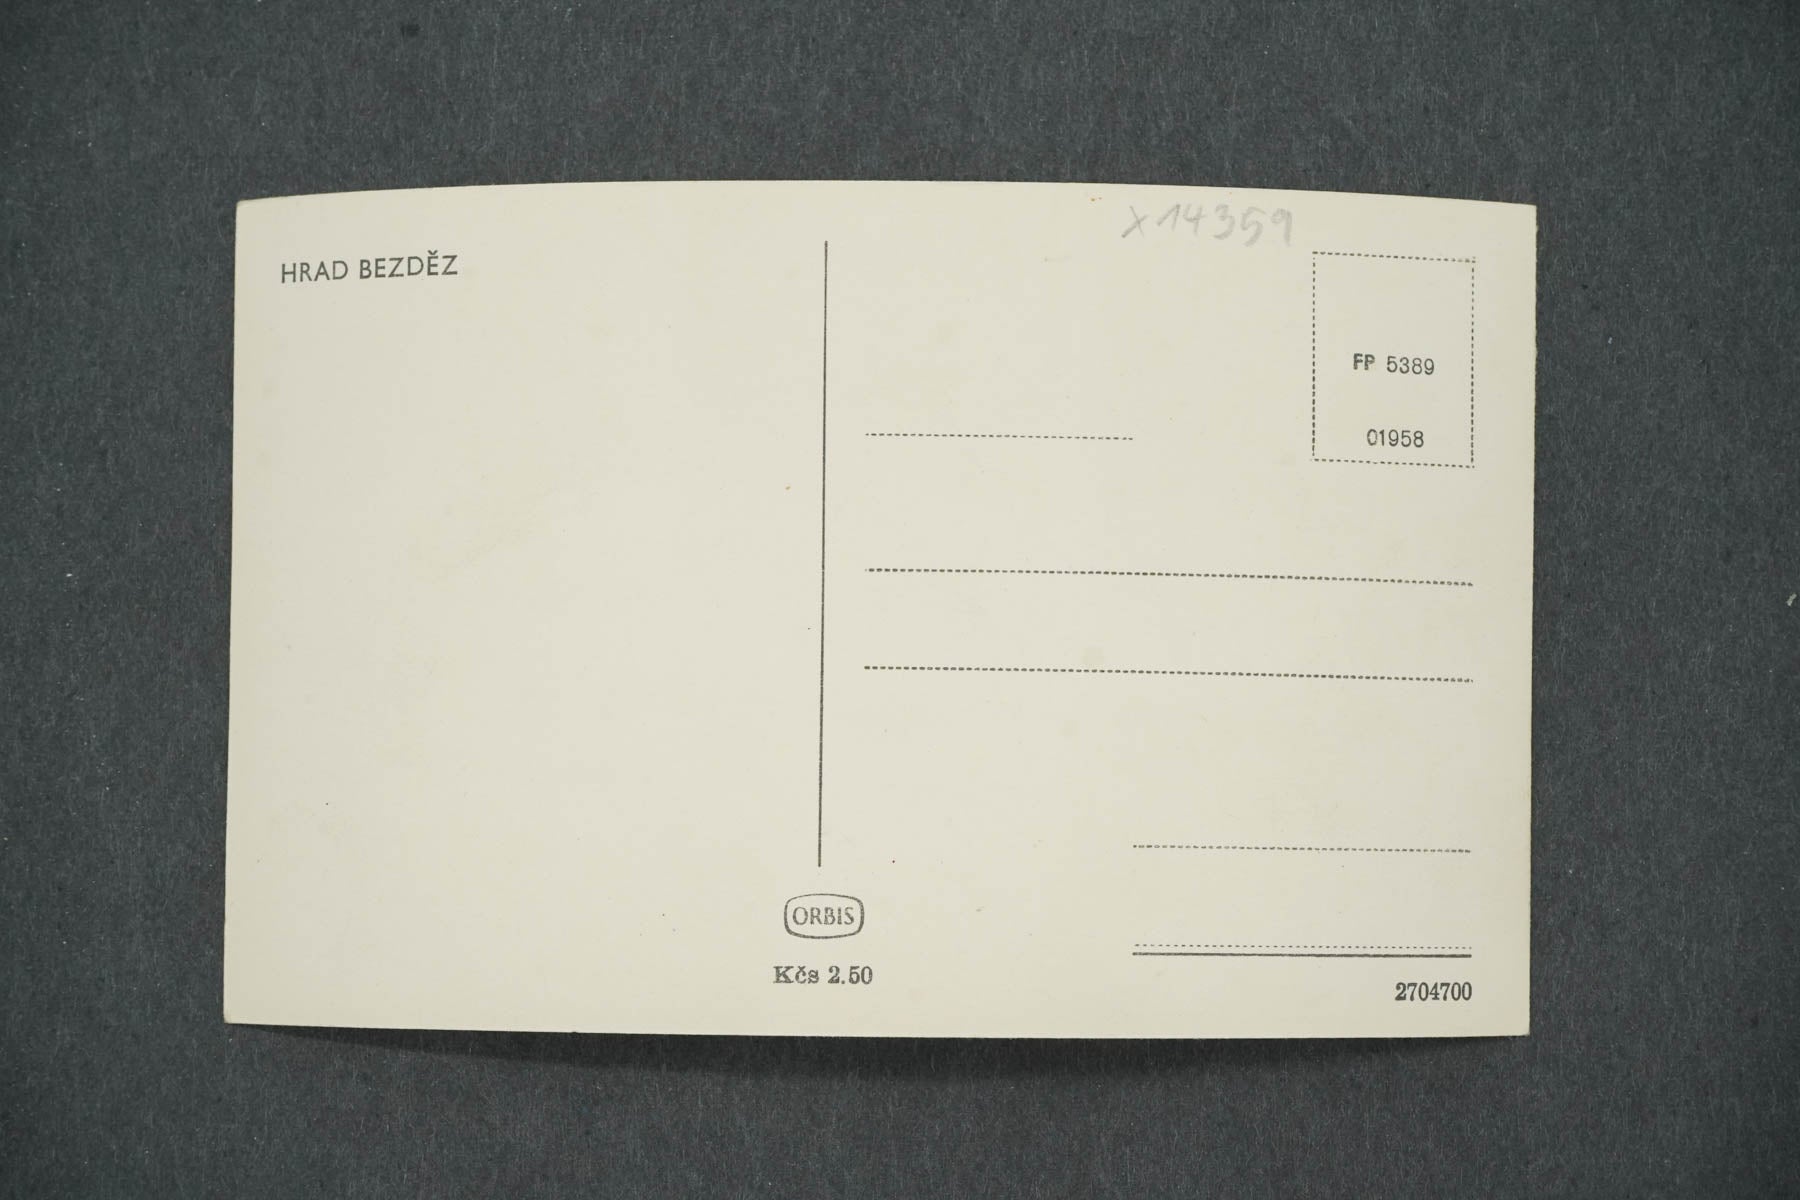 HRAD BEZDĚZ
x14359
FP 5389
01958
ORBIS
Kčs 2.50
2704700